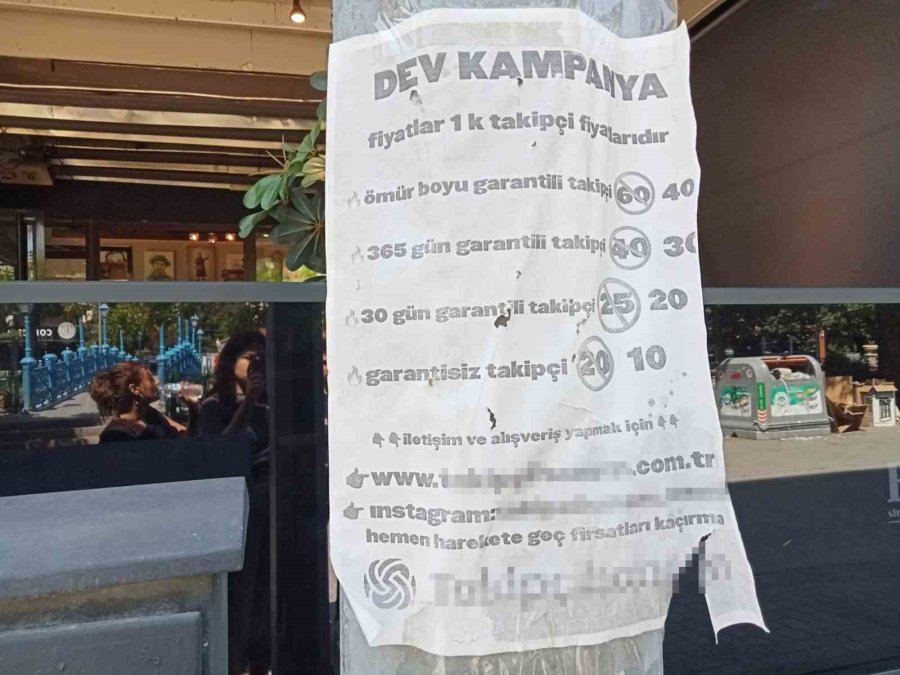 DEV KAMPANYA
fiyatlar 1 k takipçi fiyatlarıdır
ömür boyu garantili takipçi 60 40
365 gün garantili takipçi 40 30
30 gün garantili takipçi 25 20
garantisiz takipçi 20 10
iletişim ve alışveriş yapmak için
www. .com.tr
ınstagram:
hemen harekete geç firsatları kaçırma